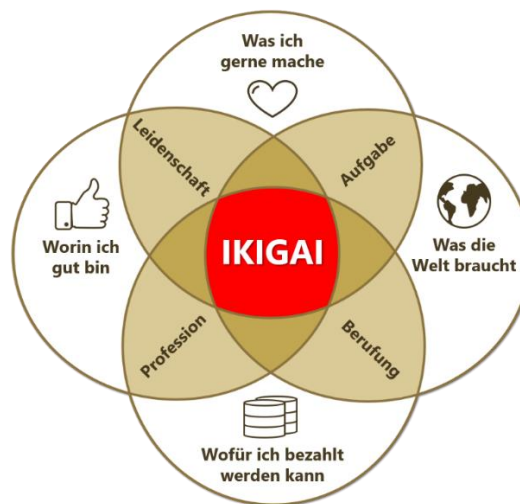 Was ich
gerne mache
Leidenschaft
Aufgabe
Worin ich
gut bin
IKIGAI
Was die
Welt braucht
Profession
Berufung
Wofür ich bezahlt
werden kann